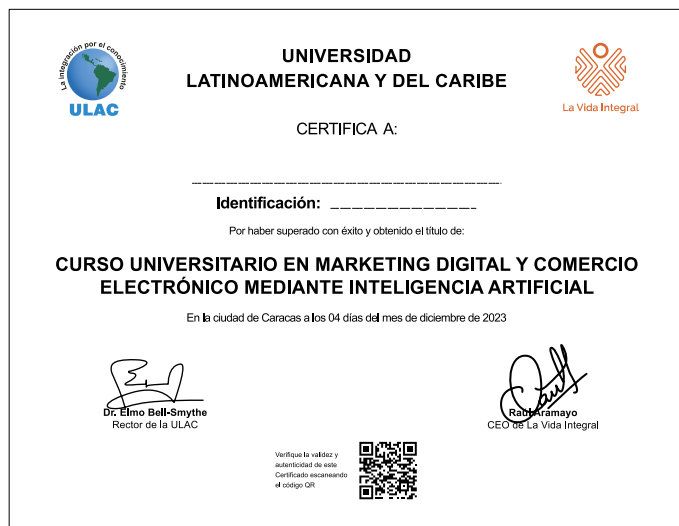 La integración por el conocimiento
ULAC
UNIVERSIDAD
LATINOAMERICANA Y DEL CARIBE
La Vida Integral
CERTIFICA A:
Identificación:
Por haber superado con éxito y obtenido el título de:
CURSO UNIVERSITARIO EN MARKETING DIGITAL Y COMERCIO
ELECTRÓNICO MEDIANTE INTELIGENCIA ARTIFICIAL
En la ciudad de Caracas a los 04 días del mes de diciembre de 2023
Dr. Elmo Bell-Smythe
Rector de la ULAC
Raúl Aramayo
CEO de La Vida Integral
Verifique la validez y
autenticidad de este
Certificado escaneando
el código QR